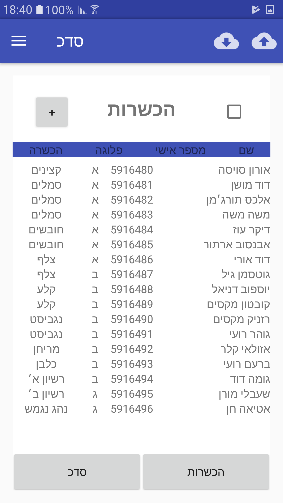 18:40 100%
סדכ
הכשרות
+
שם מספר אישי פלוגה הכשרה
אורון סויסה 5916480 א קצינים
דוד מושן 5916481 א סמלים
אלכס תורג׳מן 5916482 א סמלים
משה משה 5916483 א סמלים
דיקר עוז 5916484 א חובשים
אבנסוב ארתור 5916485 א חובשים
דוד אורי 5916486 א צלף
גוטסמן גיל 5916487 ב צלף
יוספוב דניאל 5916488 ב קלע
קובטון מקסים 5916489 ב קלע
רזניק מקסים 5916490 ב נגביסט
גוהר רועי 5916491 ב נגביסט
אזולאי קלר 5916492 ב מריחן
ברעם רועי 5916493 ב כלבן
גומה דוד 5916494 ב רשיון א׳
שעבלי מורן 5916495 ג רשיון ב׳
אטיאה חן 5916496 ג נהג נגמש
הכשרות
סדכ